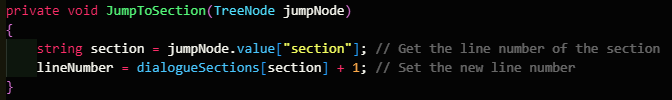 private void JumpToSection(TreeNode jumpNode)
{
    string section = jumpNode.value["section"]; // Get the line number of the section
    lineNumber = dialogueSections[section] + 1; // Set the new line number
}